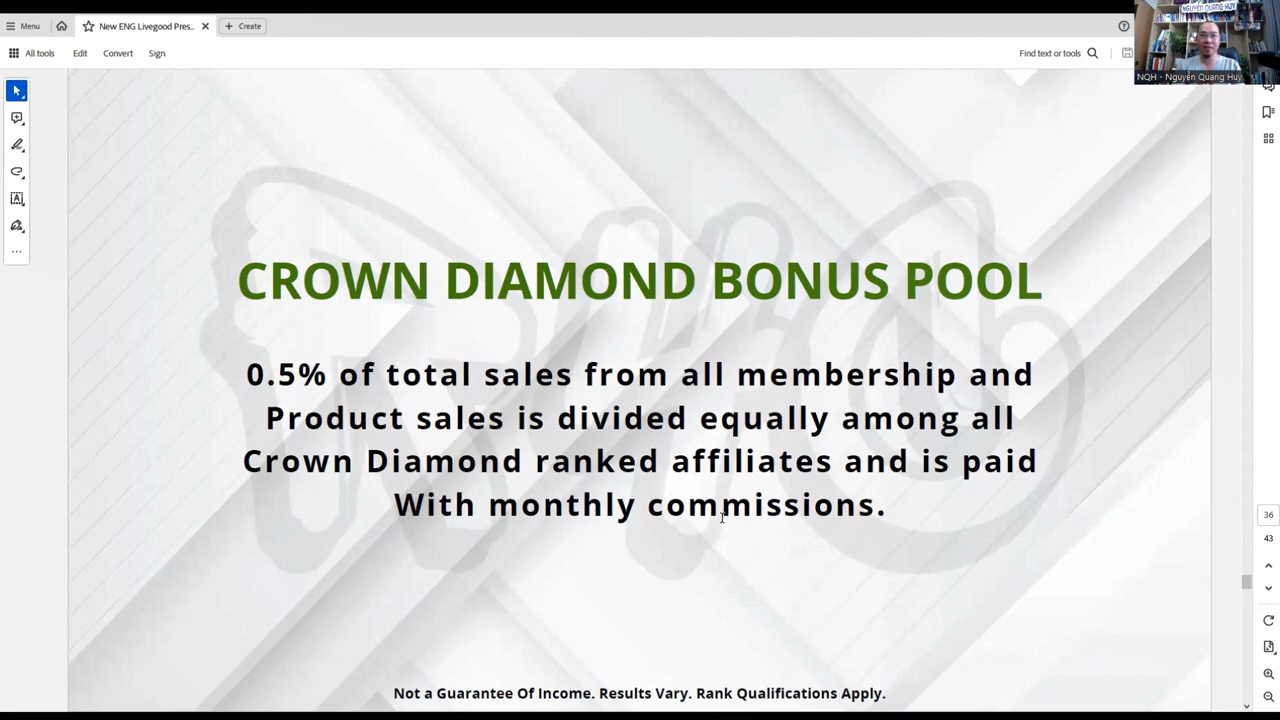 Menu
New ENG Livegood Pres...
Create
All tools
Edit
Convert
Sign
Find text or tools
NGUYỄN QUANG HUY
NQH - Nguyễn Quang Huy
CROWN DIAMOND BONUS POOL
0.5% of total sales from all membership and
Product sales is divided equally among all
Crown Diamond ranked affiliates and is paid
With monthly commissions.
36
43
Not a Guarantee Of Income. Results Vary. Rank Qualifications Apply.